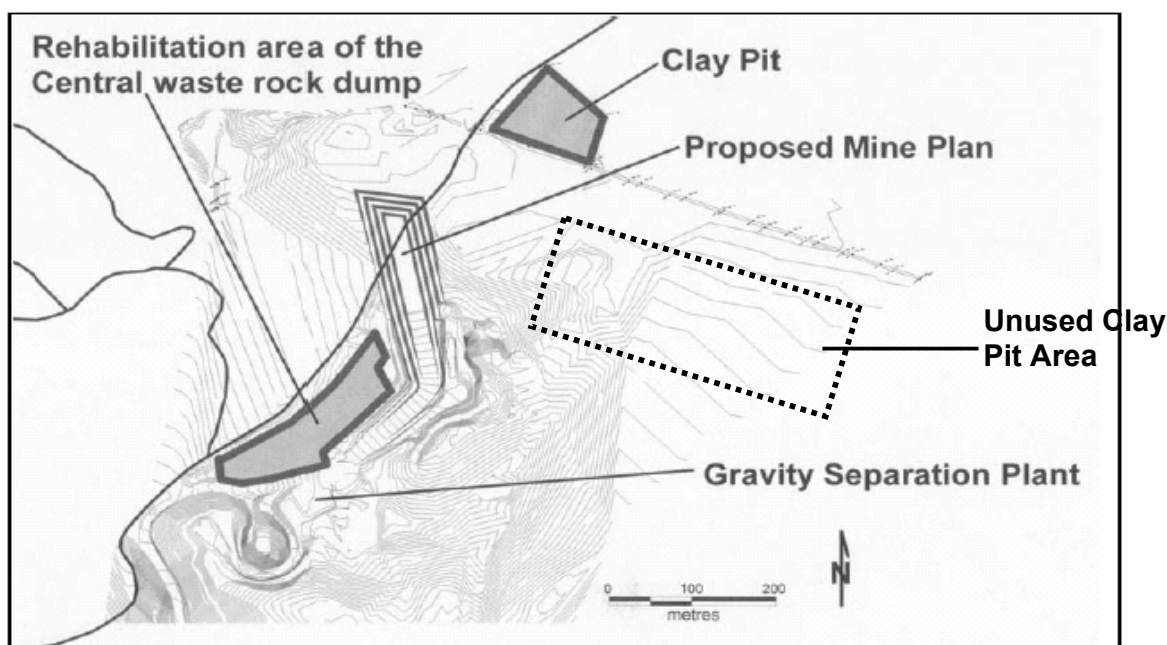 Rehabilitation area of the
Central waste rock dump
Clay Pit
Proposed Mine Plan
Unused Clay
Pit Area
Gravity Separation Plant
N
0 100 200
metres